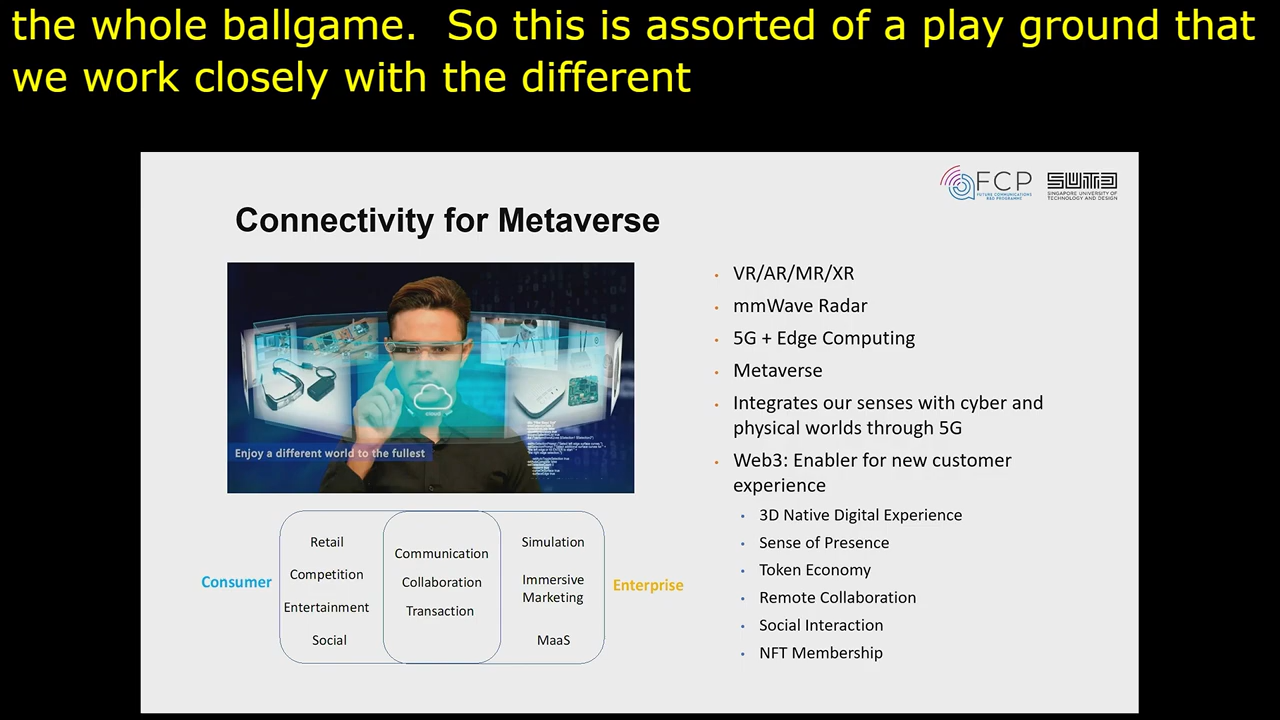 the whole ballgame.  So this is assorted of a play ground that
we work closely with the different
FCP
FUTURE COMMUNICATIONS
R&D PROGRAMME
SUTD
SINGAPORE UNIVERSITY OF
TECHNOLOGY AND DESIGN
Connectivity for Metaverse
Enjoy a different world to the fullest
Consumer
Retail
Competition
Entertainment
Social
Communication
Collaboration
Transaction
Simulation
Immersive
Marketing
MaaS
Enterprise
• VR/AR/MR/XR
• mmWave Radar
• 5G + Edge Computing
• Metaverse
• Integrates our senses with cyber and
physical worlds through 5G
• Web3: Enabler for new customer
experience
• 3D Native Digital Experience
• Sense of Presence
• Token Economy
• Remote Collaboration
• Social Interaction
• NFT Membership